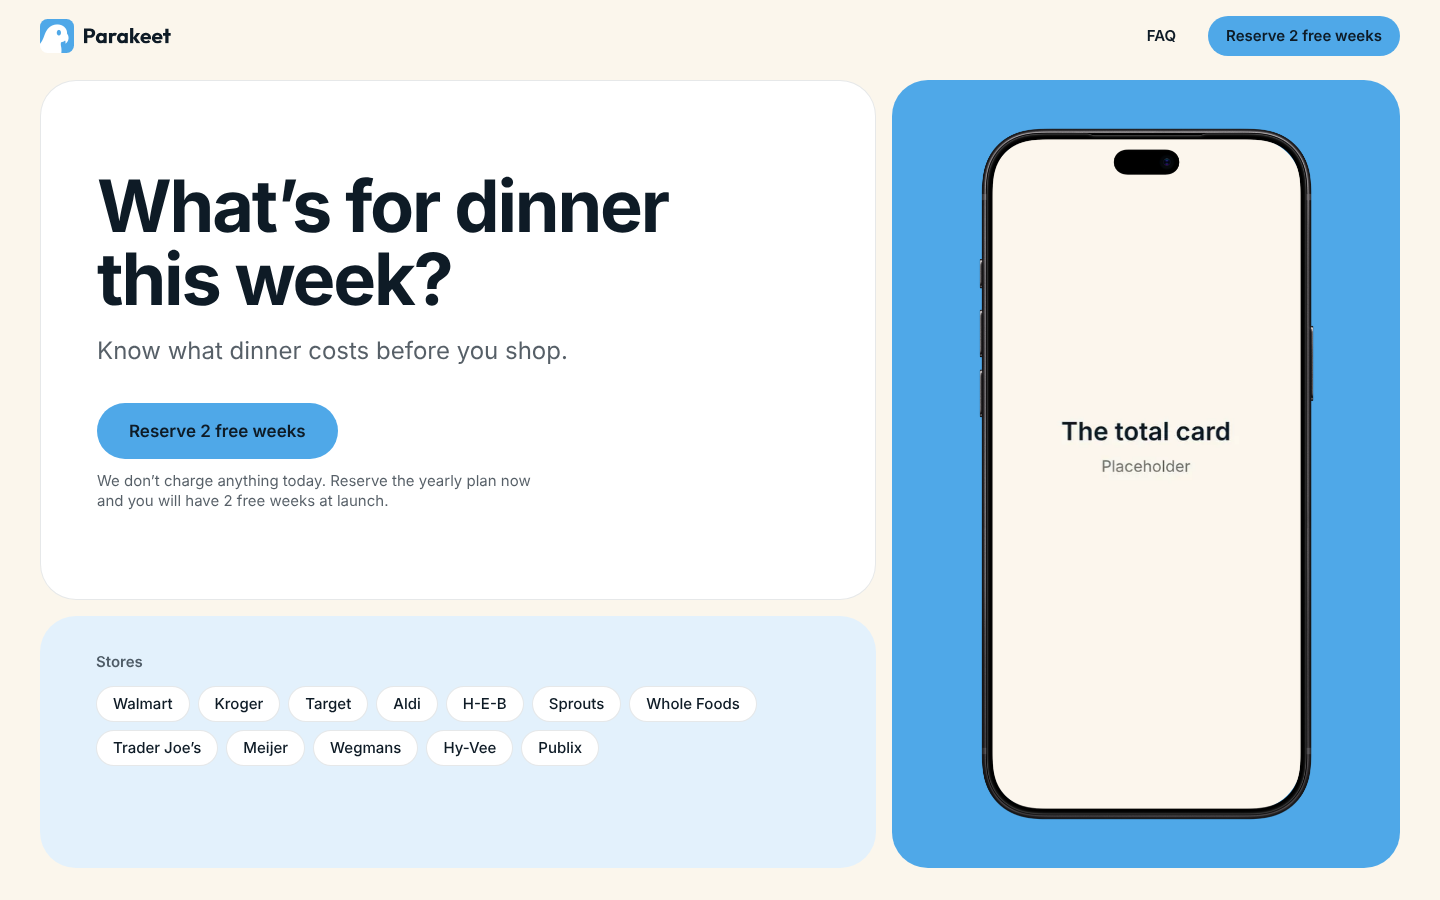 Parakeet
FAQ
Reserve 2 free weeks
What’s for dinner
this week?
Know what dinner costs before you shop.
Reserve 2 free weeks
We don’t charge anything today. Reserve the yearly plan now
and you will have 2 free weeks at launch.
The total card
Placeholder
Stores
Walmart
Kroger
Target
Aldi
H-E-B
Sprouts
Whole Foods
Trader Joe’s
Meijer
Wegmans
Hy-Vee
Publix